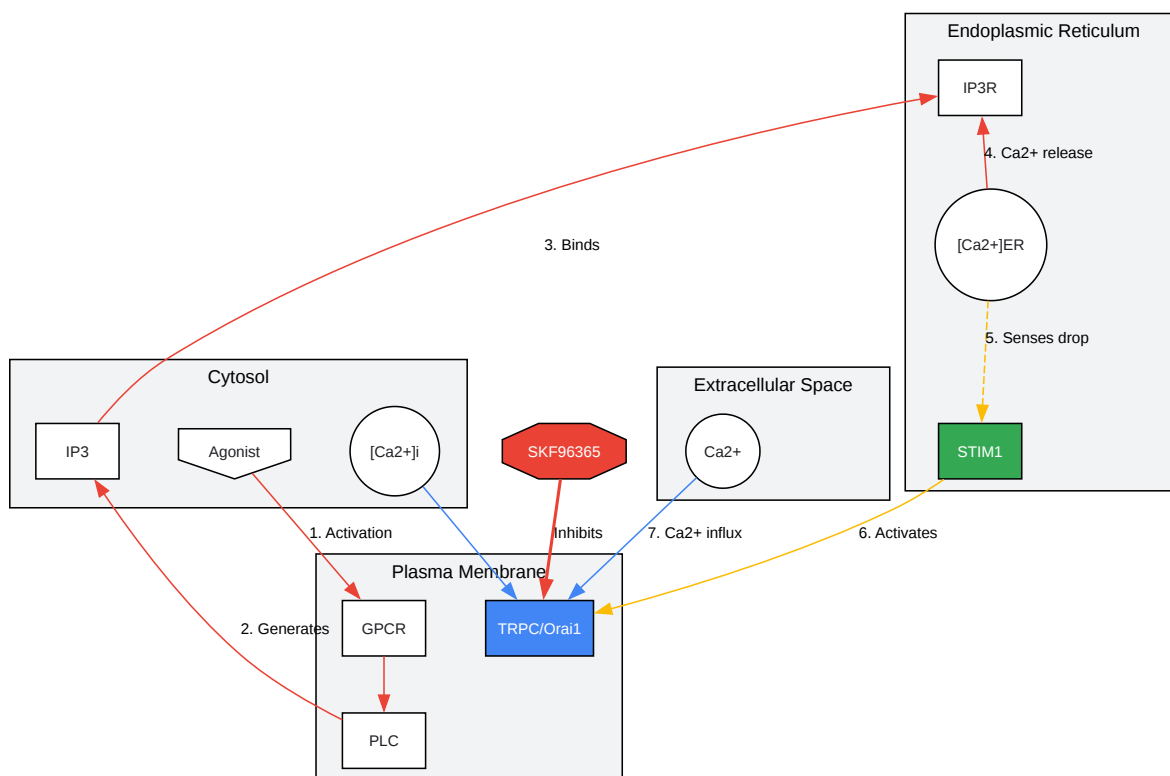 Endoplasmic Reticulum
IP3R
4. Ca2+ release
[Ca2+]ER
3. Binds
5. Senses drop
Cytosol
Extracellular Space
IP3
Agonist
[Ca2+]i
SKF96365
Ca2+
STIM1
1. Activation
Inhibits
7. Ca2+ influx
6. Activates
Plasma Membrane
2. Generates
GPCR
TRPC/Orai1
PLC